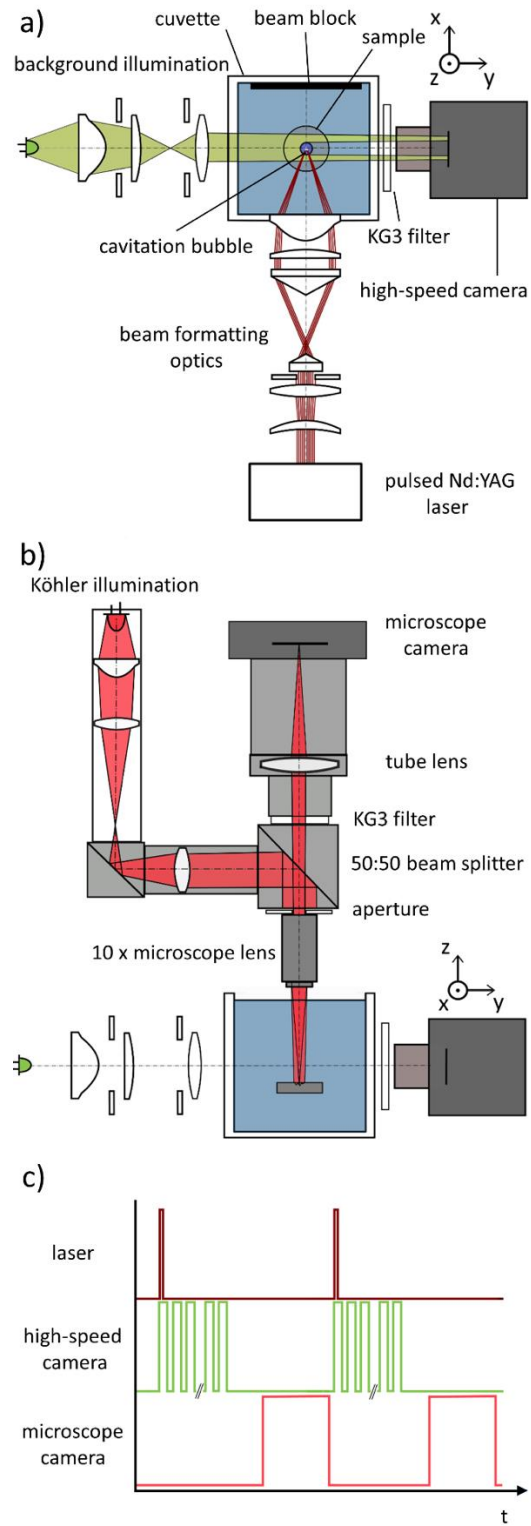 a)
cuvette
beam block
sample
background illumination
x
z
y
cavitation bubble
KG3 filter
high-speed camera
beam formatting
optics
pulsed Nd:YAG
laser
b)
Köhler illumination
microscope
camera
tube lens
KG3 filter
50:50 beam splitter
aperture
10 x microscope lens
z
x
y
c)
laser
high-speed
camera
microscope
camera
t